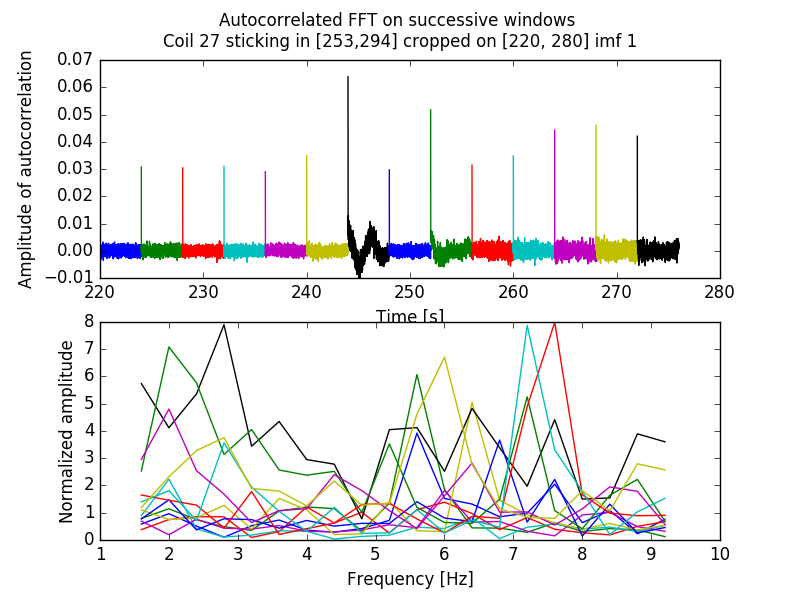 Autocorrelated FFT on successive windows
Coil 27 sticking in [253,294] cropped on [220, 280] imf 1
Amplitude of autocorrelation
0.07
0.06
0.05
0.04
0.03
0.02
0.01
0.00
−0.01
220 230 240 250 260 270 280
Time [s]
Normalized amplitude
8
7
6
5
4
3
2
1
0
1 2 3 4 5 6 7 8 9 10
Frequency [Hz]